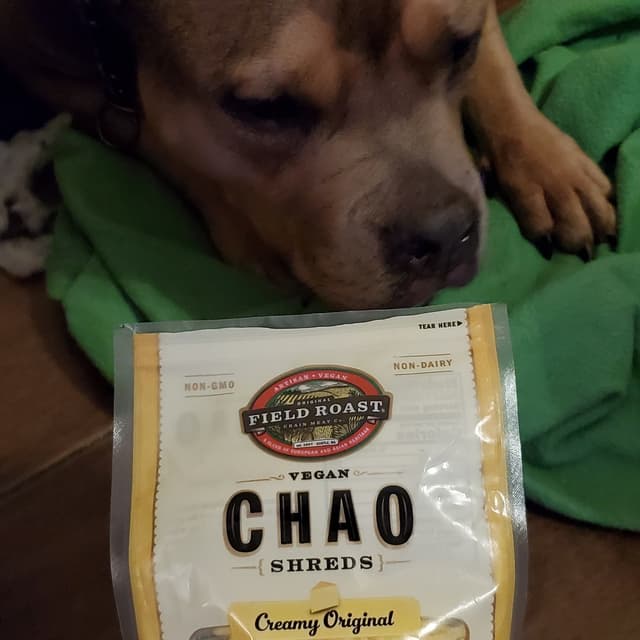 TEAR HERE
NON-GMO
NON-DAIRY
ARTISAN • VEGAN
ORIGINAL
FIELD ROAST
GRAIN MEAT Co.
VEGAN
CHAO
{SHREDS}
Creamy Original